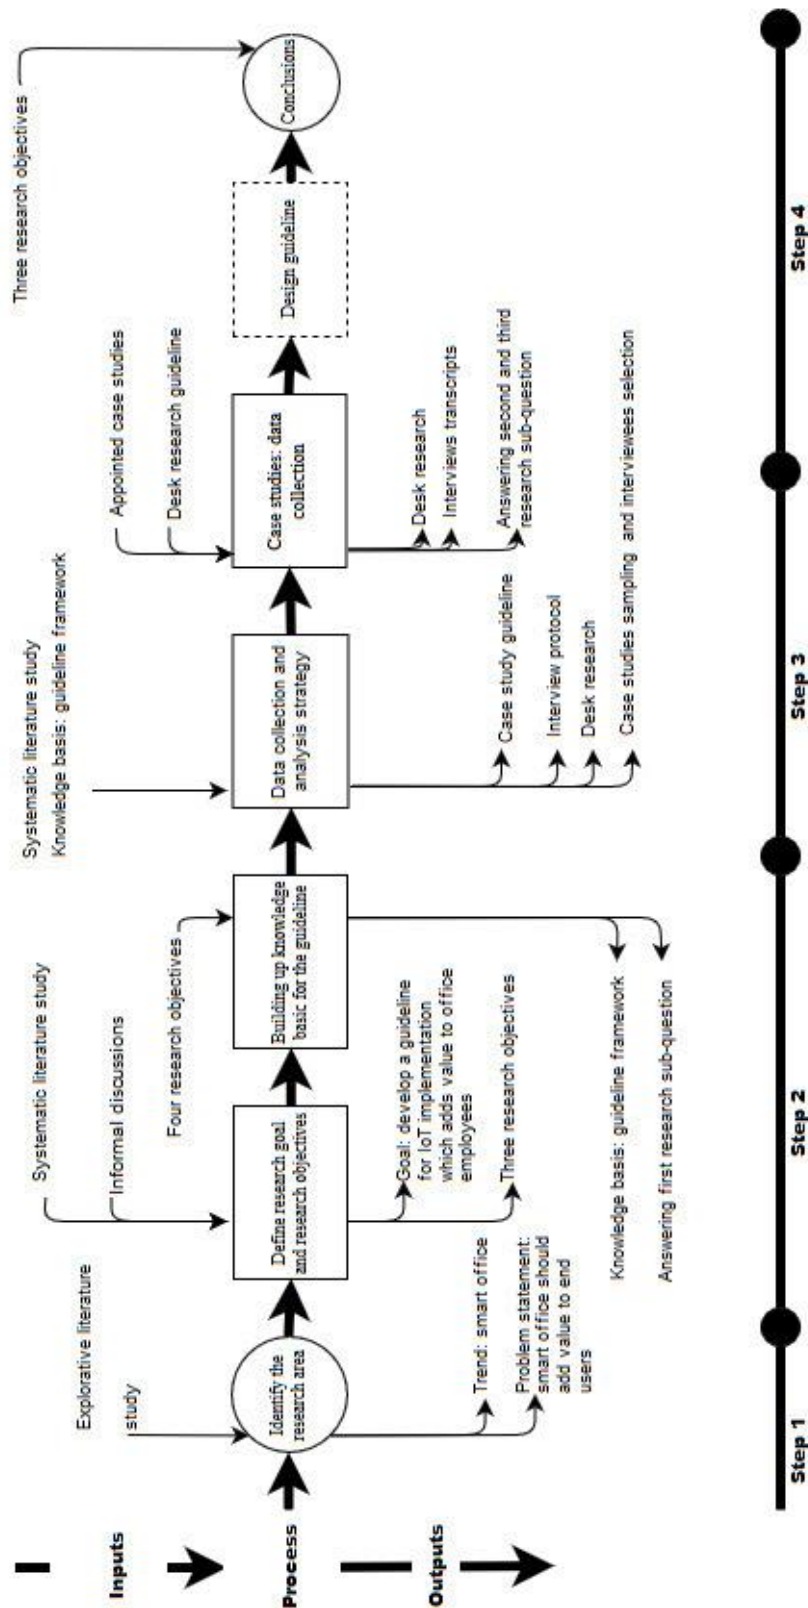 Inputs
Process
Outputs
Explorative literature
study
Systematic literature study
Informal discussions
Four research objectives
Systematic literature study
Knowledge basis: guideline framework
Appointed case studies
Desk research guideline
Three research objectives
Identify the
research area
Define research goal
and research objectives
Building up knowledge
basic for the guideline
Data collection and
analysis strategy
Case studies: data
collection
Design guideline
Conclusions
Trend: smart office
Problem statement:
smart office should
add value to end
users
Goal: develop a guideline
for IoT implementation
which adds value to office
employees
Three research objectives
Knowledge basis: guideline framework
Answering first research sub-question
Case study guideline
Interview protocol
Desk research
Case studies sampling and interviewees selection
Desk research
Interviews transcripts
Answering second and third
research sub-question
Step 1
Step 2
Step 3
Step 4